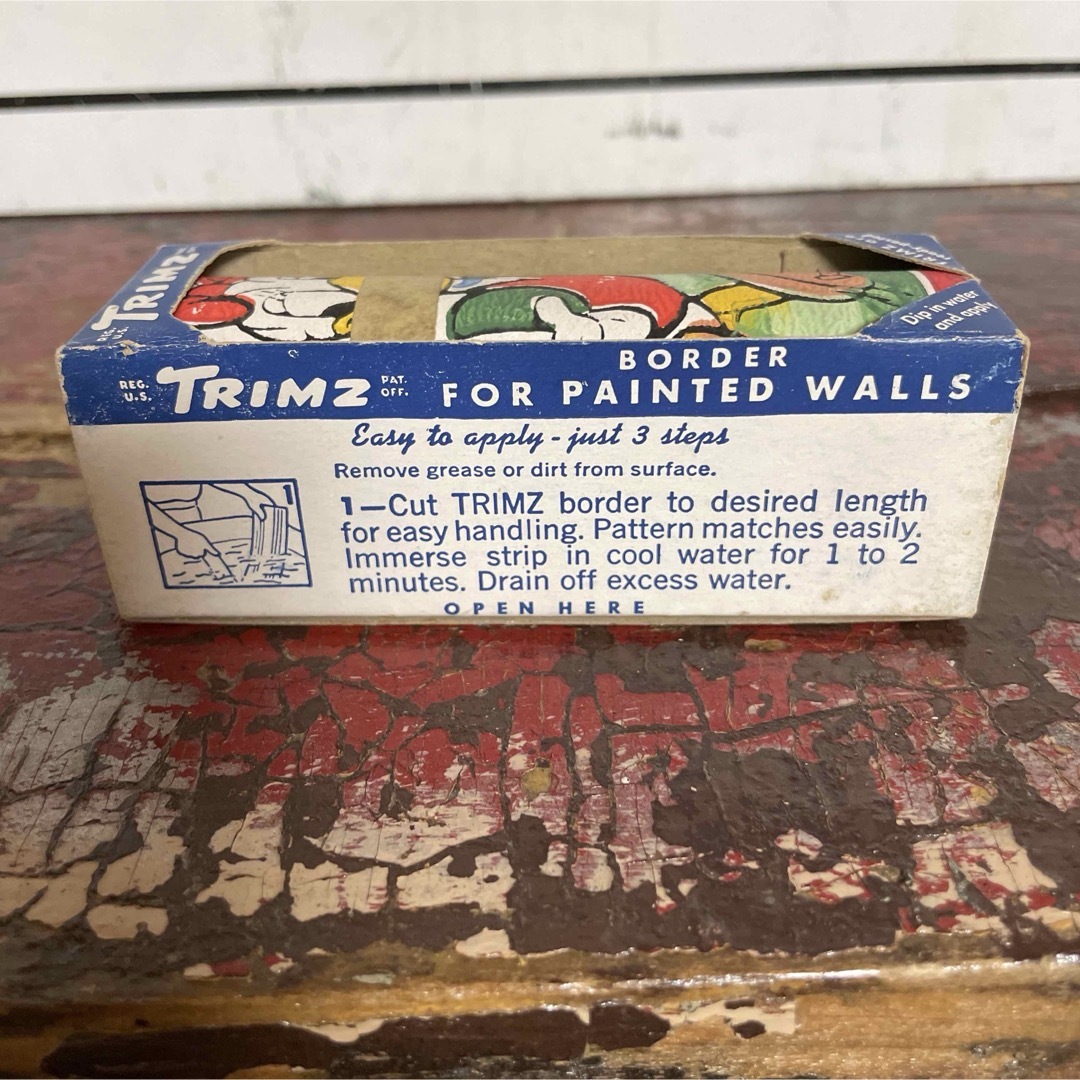 REG. U.S. TRIMZ
Dip in water
and apply
REG. U.S. TRIMZ PAT. OFF.
BORDER
FOR PAINTED WALLS
Easy to apply - just 3 steps
Remove grease or dirt from surface.
1
1—Cut TRIMZ border to desired length
for easy handling. Pattern matches easily.
Immerse strip in cool water for 1 to 2
minutes. Drain off excess water.
OPEN HERE